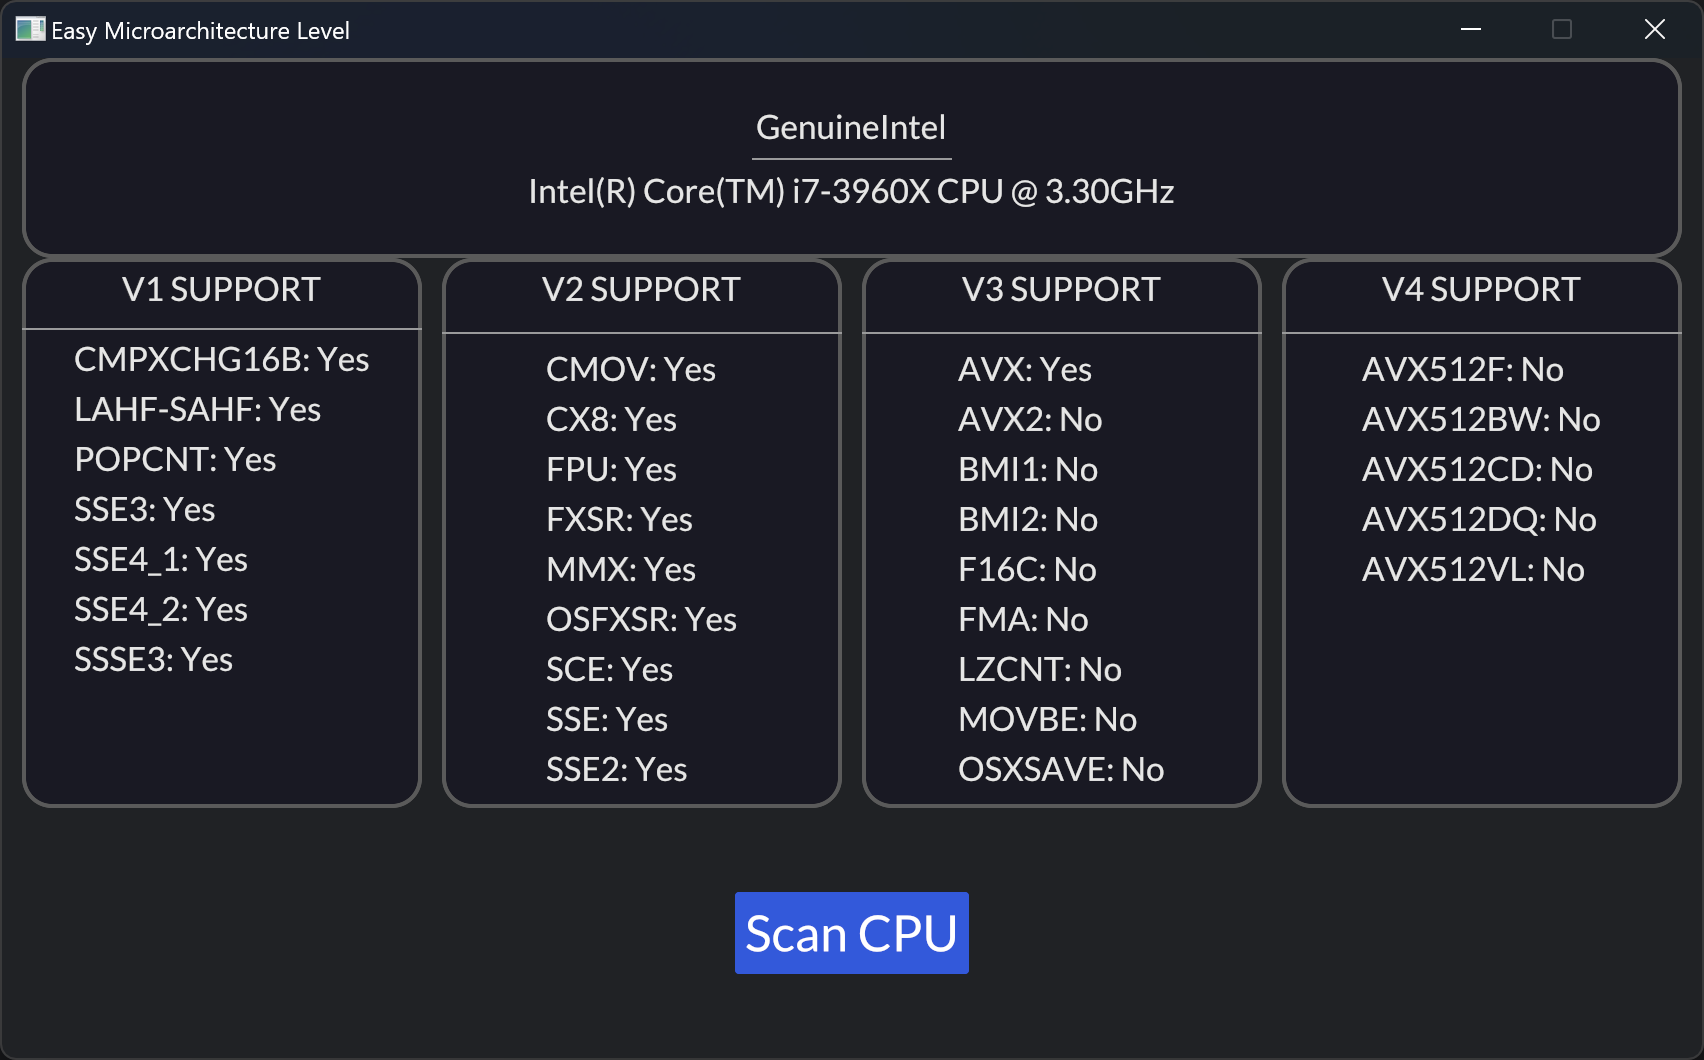 Easy Microarchitecture Level
GenuineIntel
Intel(R) Core(TM) i7-3960X CPU @ 3.30GHz
V1 SUPPORT
CMPXCHG16B: Yes
LAHF-SAHF: Yes
POPCNT: Yes
SSE3: Yes
SSE4_1: Yes
SSE4_2: Yes
SSSE3: Yes
V2 SUPPORT
CMOV: Yes
CX8: Yes
FPU: Yes
FXSR: Yes
MMX: Yes
OSFXSR: Yes
SCE: Yes
SSE: Yes
SSE2: Yes
V3 SUPPORT
AVX: Yes
AVX2: No
BMI1: No
BMI2: No
F16C: No
FMA: No
LZCNT: No
MOVBE: No
OSXSAVE: No
V4 SUPPORT
AVX512F: No
AVX512BW: No
AVX512CD: No
AVX512DQ: No
AVX512VL: No
Scan CPU